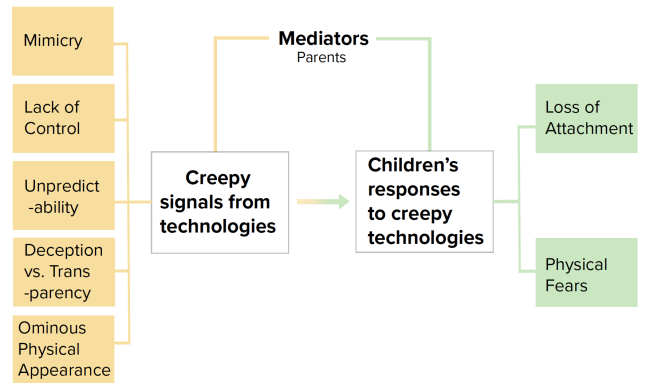 Mimicry
Lack of
Control
Unpredict
-ability
Deception
vs. Trans
-parency
Ominous
Physical
Appearance
Creepy
signals from
technologies
Mediators
Parents
Children's
responses
to creepy
technologies
Loss of
Attachment
Physical
Fears